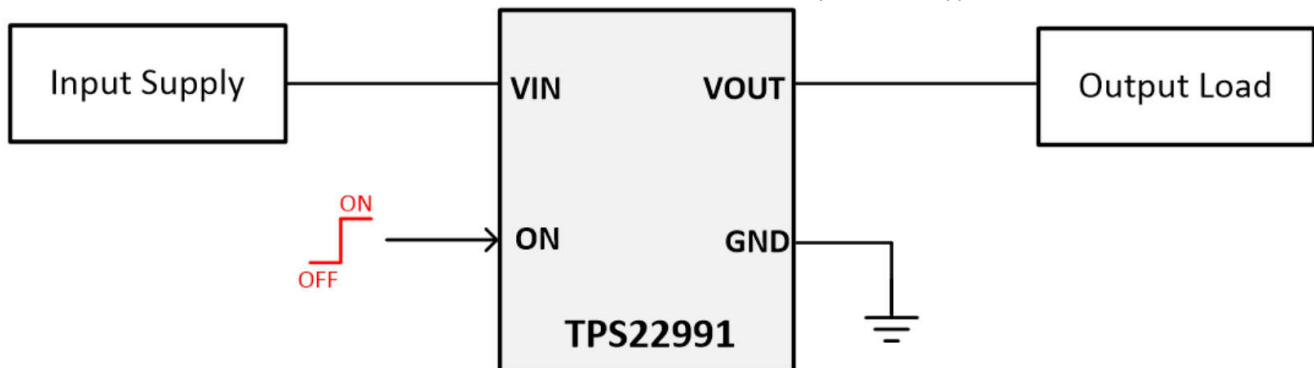 Input Supply
VIN
VOUT
Output Load
ON
OFF
ON
GND
TPS22991